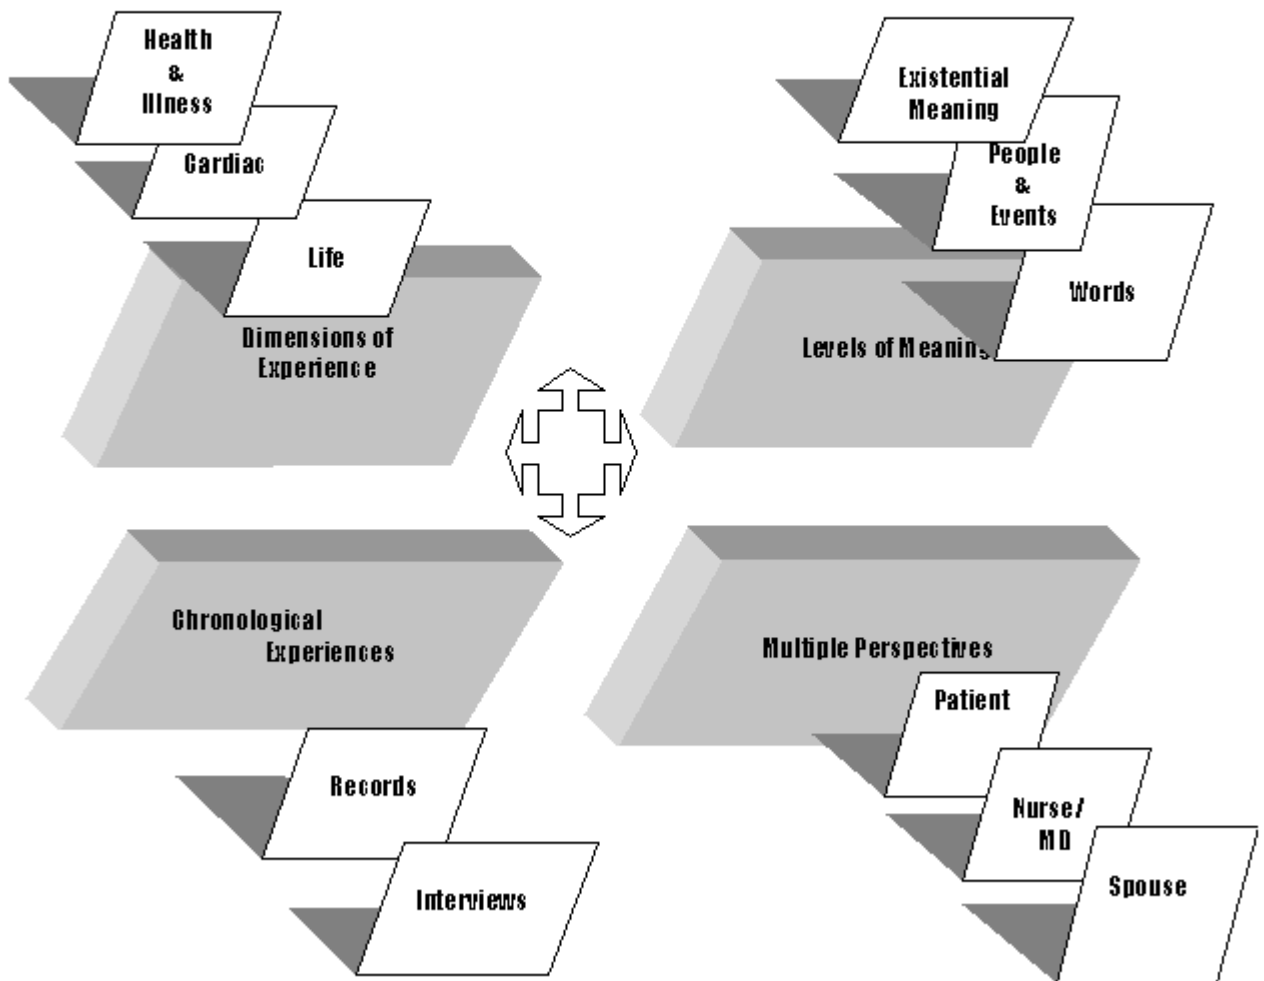 Health
&
Illness
Cardiac
Life
Dimensions of
Experience
Existential
Meaning
People
&
Events
Words
Levels of Meaning
Chronological
Experiences
Records
Interviews
Multiple Perspectives
Patient
Nurse/
MD
Spouse